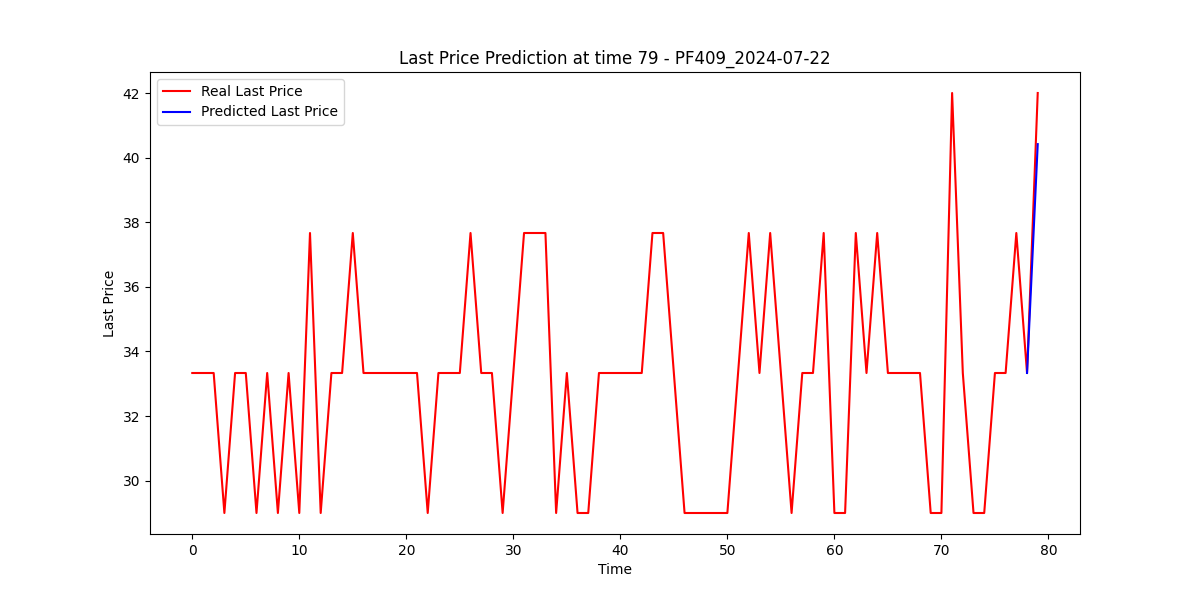 Last Price Prediction at time 79 - PF409_2024-07-22
Real Last Price
Predicted Last Price
42
40
38
36
34
32
30
Last Price
0 10 20 30 40 50 60 70 80
Time